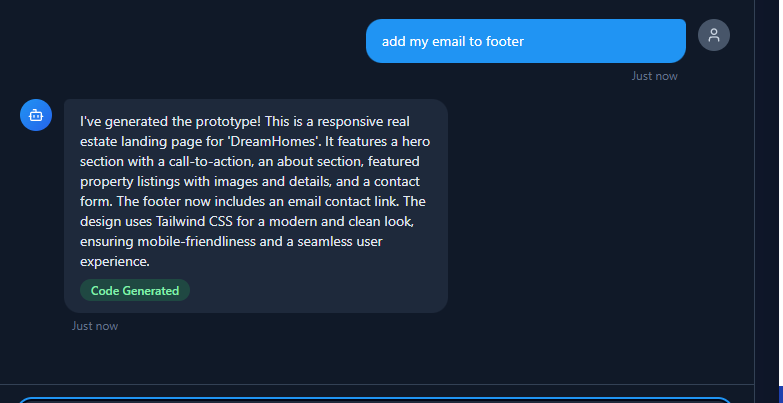 add my email to footer
Just now
I've generated the prototype! This is a responsive real
estate landing page for 'DreamHomes'. It features a hero
section with a call-to-action, an about section, featured
property listings with images and details, and a contact
form. The footer now includes an email contact link. The
design uses Tailwind CSS for a modern and clean look,
ensuring mobile-friendliness and a seamless user
experience.
Code Generated
Just now